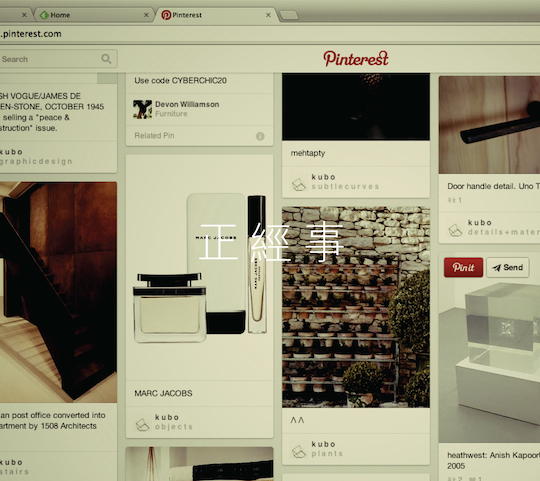 Home
Pinterest
.pinterest.com
Search
Pinterest
SH VOGUE/JAMES DE
EN-STONE, OCTOBER 1945
selling a "peace &
struction" issue.
kubo
graphicdesign
an post office converted into
artment by 1508 Architects
kubo
stairs
Use code CYBERCHIC20
Devon Williamson
Furniture
Related Pin
MARC JACOBS
MARC JACOBS
kubo
objects
正經事
mehtapty
kubo
subtlecurves
^^
kubo
plants
Door handle detail. Uno T
1
kubo
details+mater
Pin it
Send
heathwest: Anish Kapoor
2005